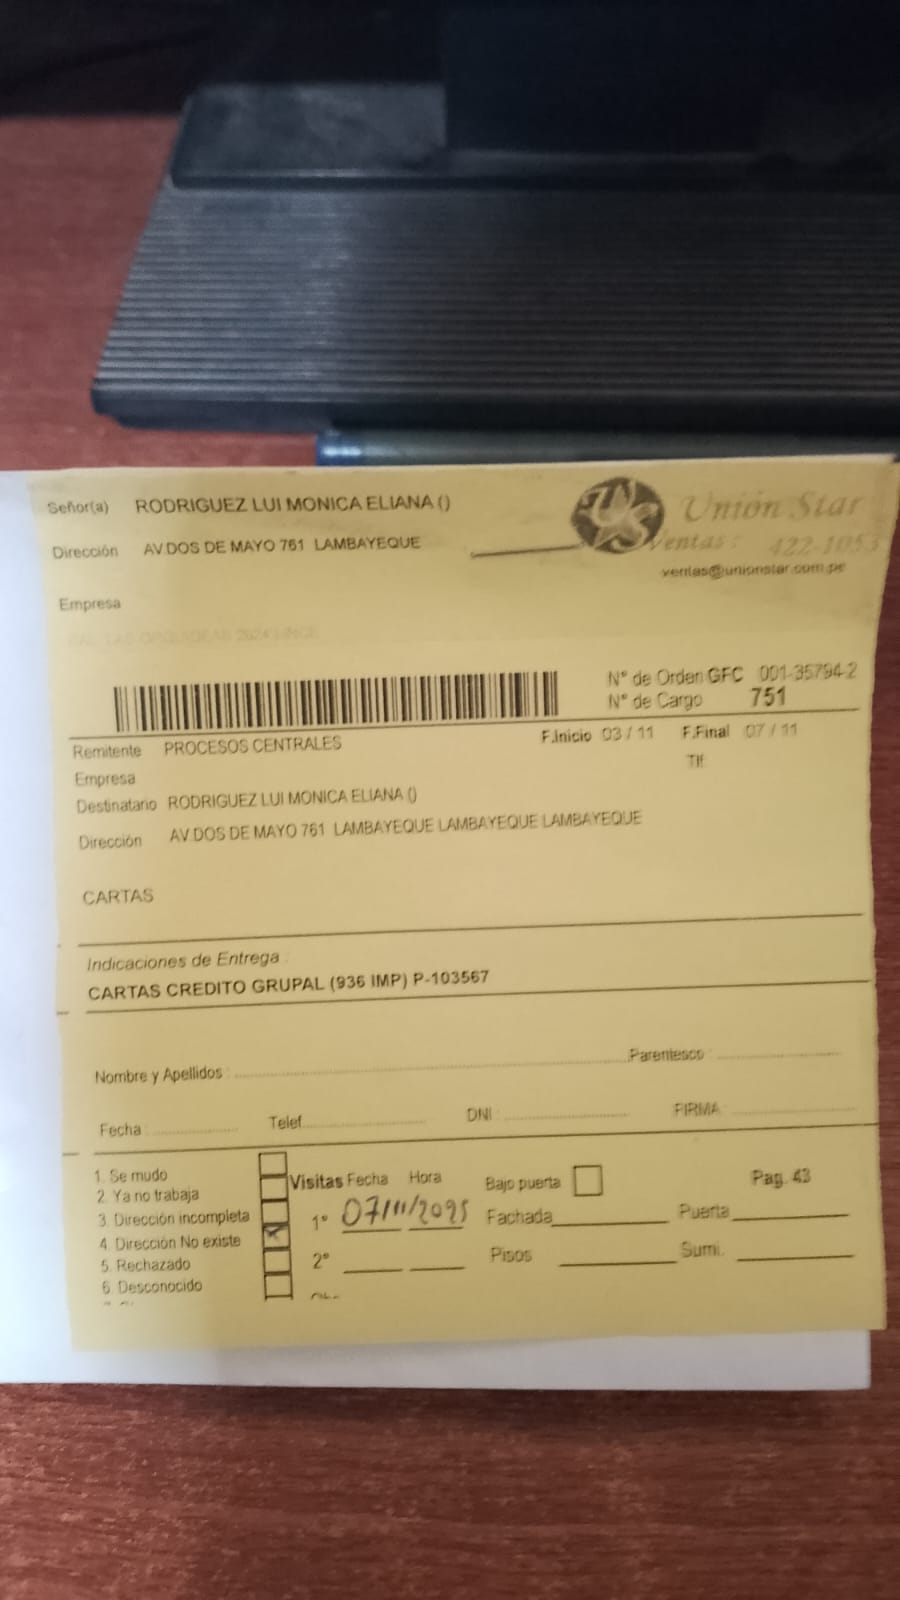 Señor(a) RODRIGUEZ LUI MONICA ELIANA ()
Unión Star
Dirección AV.DOS DE MAYO 761 LAMBAYEQUE
Ventas : 422-1053
ventas@unionstar.com.pe
Empresa
N° de Orden GFC 001-35794-2
N° de Cargo 751
Remitente PROCESOS CENTRALES F.Inicio 03 / 11 F.Final 07 / 11
Empresa Tlf:
Destinatario RODRIGUEZ LUI MONICA ELIANA ()
Dirección AV.DOS DE MAYO 761 LAMBAYEQUE LAMBAYEQUE LAMBAYEQUE
CARTAS
Indicaciones de Entrega :
CARTAS CREDITO GRUPAL (936 IMP) P-103567
Nombre y Apellidos : Parentesco :
Fecha : Telef. DNI : FIRMA :
1. Se mudo
2. Ya no trabaja
3. Dirección incompleta
4. Dirección No existe
5. Rechazado
6. Desconocido
Visitas Fecha Hora Bajo puerta Pag. 43
1° 07/11/2025 Fachada Puerta
2° Pisos Sumi.